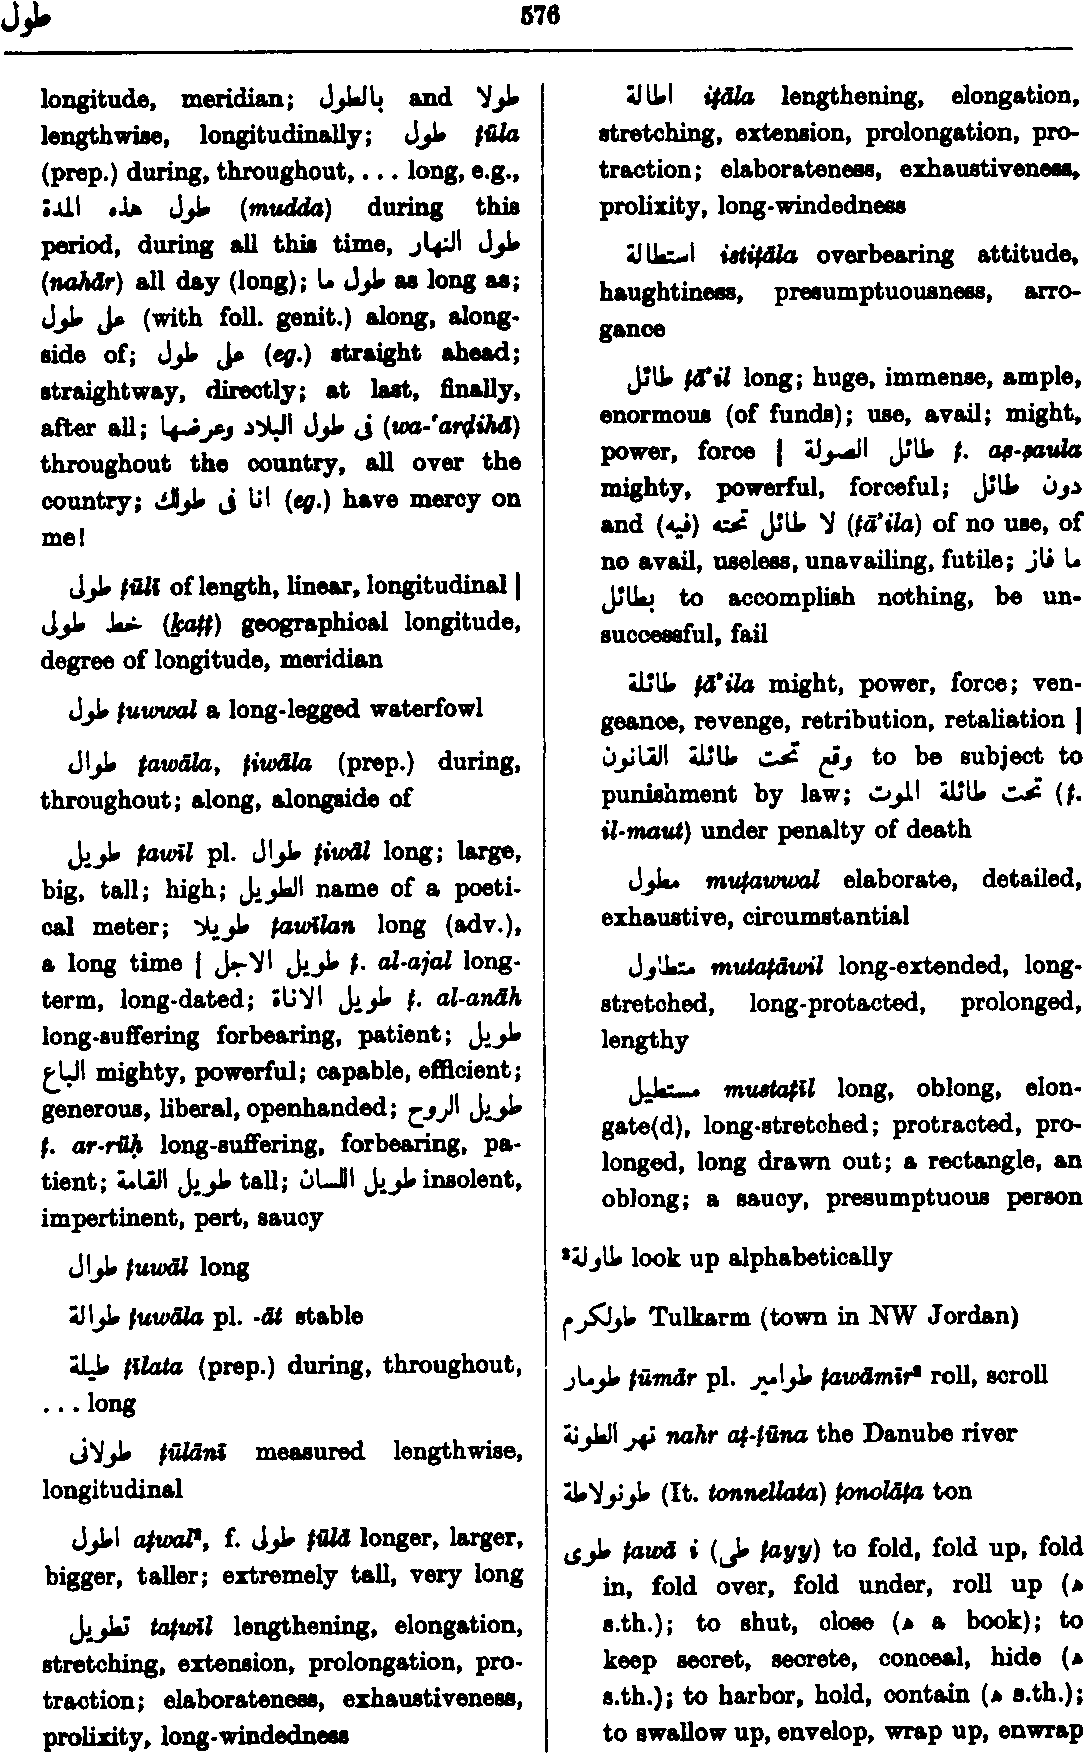 طول
576
longitude, meridian; بالطول and طولا
lengthwise, longitudinally; طول ṭūla
(prep.) during, throughout, . . . long, e.g.,
طول هذه المدة (mudda) during this
period, during all this time, طول النهار
(nahār) all day (long); طول ما as long as;
على طول (with foll. genit.) along, along-
side of; على طول (eg.) straight ahead;
straightway, directly; at last, finally,
after all; فى طول البلاد وعرضها (wa-'arḍihā)
throughout the country, all over the
country; انا فى طولك (eg.) have mercy on
me!
طولى ṭūlī of length, linear, longitudinal |
خط طولى (ḵaṭṭ) geographical longitude,
degree of longitude, meridian
طول ṭuwwal a long-legged waterfowl
طوال ṭawāla, ṭiwāla (prep.) during,
throughout; along, alongside of
طويل ṭawīl pl. طوال ṭiwāl long; large,
big, tall; high; الطويل name of a poeti-
cal meter; طويلا ṭawīlan long (adv.),
a long time | طويل الاجل ṭ. al-ajal long-
term, long-dated; طويل الاناة ṭ. al-anāh
long-suffering forbearing, patient; طويل
الباع mighty, powerful; capable, efficient;
generous, liberal, openhanded; طويل الروح
ṭ. ar-rūḥ long-suffering, forbearing, pa-
tient; طويل القامة tall; طويل اللسان insolent,
impertinent, pert, saucy
طوال ṭuwāl long
طوالة ṭuwāla pl. -āt stable
طيلة ṭīlata (prep.) during, throughout,
. . . long
طولانى ṭūlānī measured lengthwise,
longitudinal
اطول aṭwal², f. طولى ṭūlā longer, larger,
bigger, taller; extremely tall, very long
تطويل taṭwīl lengthening, elongation,
stretching, extension, prolongation, pro-
traction; elaborateness, exhaustiveness,
prolixity, long-windedness
اطالة iṭāla lengthening, elongation,
stretching, extension, prolongation, pro-
traction; elaborateness, exhaustiveness,
prolixity, long-windedness
استطالة istiṭāla overbearing attitude,
haughtiness, presumptuousness, arro-
gance
طائل ṭā'il long; huge, immense, ample,
enormous (of funds); use, avail; might,
power, force | طائل الصولة ṭ. aṣ-ṣaula
mighty, powerful, forceful; دون طائل
and لا طائل تحته (فيه) (ṭā'ila) of no use, of
no avail, useless, unavailing, futile; ما فاز
بطائل to accomplish nothing, be un-
successful, fail
طائلة ṭā'ila might, power, force; ven-
geance, revenge, retribution, retaliation |
وقع تحت طائلة القانون to be subject to
punishment by law; تحت طائلة الموت (ṭ.
il-maut) under penalty of death
مطول muṭawwal elaborate, detailed,
exhaustive, circumstantial
متطاول mutaṭāwil long-extended, long-
stretched, long-protacted, prolonged,
lengthy
مستطيل mustaṭīl long, oblong, elon-
gate(d), long-stretched; protracted, pro-
longed, long drawn out; a rectangle, an
oblong; a saucy, presumptuous person
²طاولة look up alphabetically
طولكرم Tulkarm (town in NW Jordan)
طومار ṭūmār pl. طوامير ṭawāmīr² roll, scroll
نهر الطونة nahr aṭ-ṭūna the Danube river
طونولاطة (It. tonnellata) ṭonolāṭa ton
طوى ṭawā i (طى ṭayy) to fold, fold up, fold
in, fold over, fold under, roll up (ه
s.th.); to shut, close (ه a book); to
keep secret, secrete, conceal, hide (ه
s.th.); to harbor, hold, contain (ه s.th.);
to swallow up, envelop, wrap up, enwrap